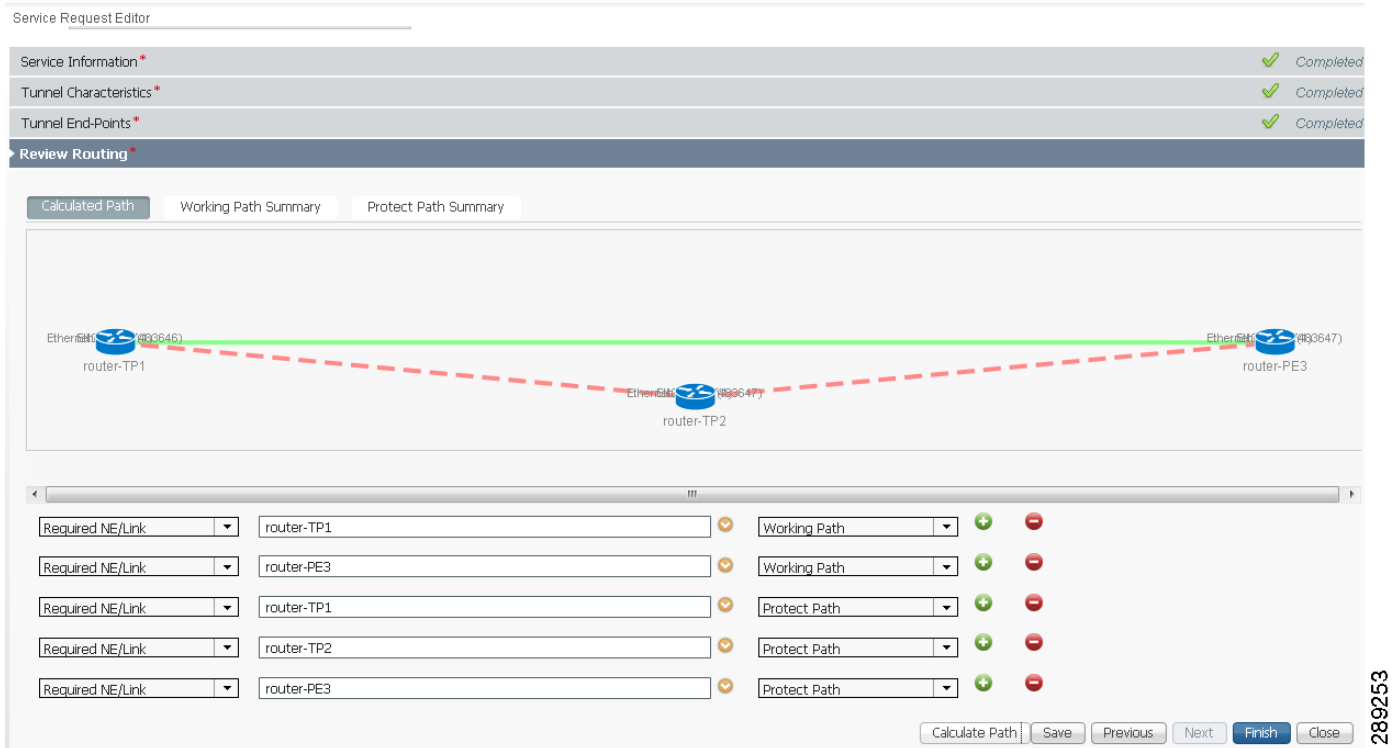 Service Request Editor
Service Information*
Completed
Tunnel Characteristics*
Completed
Tunnel End-Points*
Completed
Review Routing*
Calculated Path
Working Path Summary
Protect Path Summary
router-TP1
router-PE3
router-TP2
Required NE/Link
router-TP1
Working Path
Required NE/Link
router-PE3
Working Path
Required NE/Link
router-TP1
Protect Path
Required NE/Link
router-TP2
Protect Path
Required NE/Link
router-PE3
Protect Path
Calculate Path
Save
Previous
Next
Finish
Close
289253